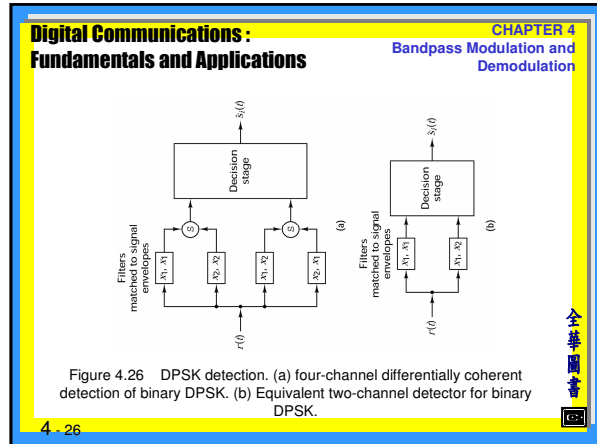 Digital Communications :
Fundamentals and Applications
CHAPTER 4
Bandpass Modulation and
Demodulation
Filters
matched to signal
envelopes
r(t)
x1, x1
x2, x2
x1, x2
x2, x1
S
S
Decision
stage
ŝi(t)
(a)
Filters
matched to signal
envelopes
r(t)
x1, x1
x1, x2
Decision
stage
ŝi(t)
(b)
Figure 4.26 DPSK detection. (a) four-channel differentially coherent
detection of binary DPSK. (b) Equivalent two-channel detector for binary
DPSK.
全華圖書
4 - 26